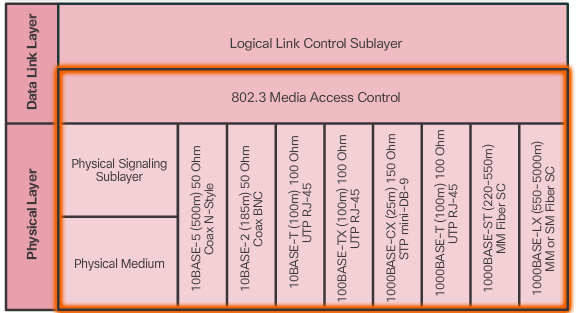 Data Link Layer
Logical Link Control Sublayer
802.3 Media Access Control
Physical Layer
Physical Signaling
Sublayer
Physical Medium
10BASE-5 (500m) 50 Ohm
Coax N-Style
10BASE-2 (185m) 50 Ohm
Coax BNC
10BASE-T (100m) 100 Ohm
UTP RJ-45
100BASE-TX (100m) 100 Ohm
UTP RJ-45
1000BASE-CX (25m) 150 Ohm
STP mini-DB-9
1000BASE-T (100m) 100 Ohm
UTP RJ-45
1000BASE-ST (220-550m)
MM Fiber SC
1000BASE-LX (550-5000m)
MM or SM Fiber SC